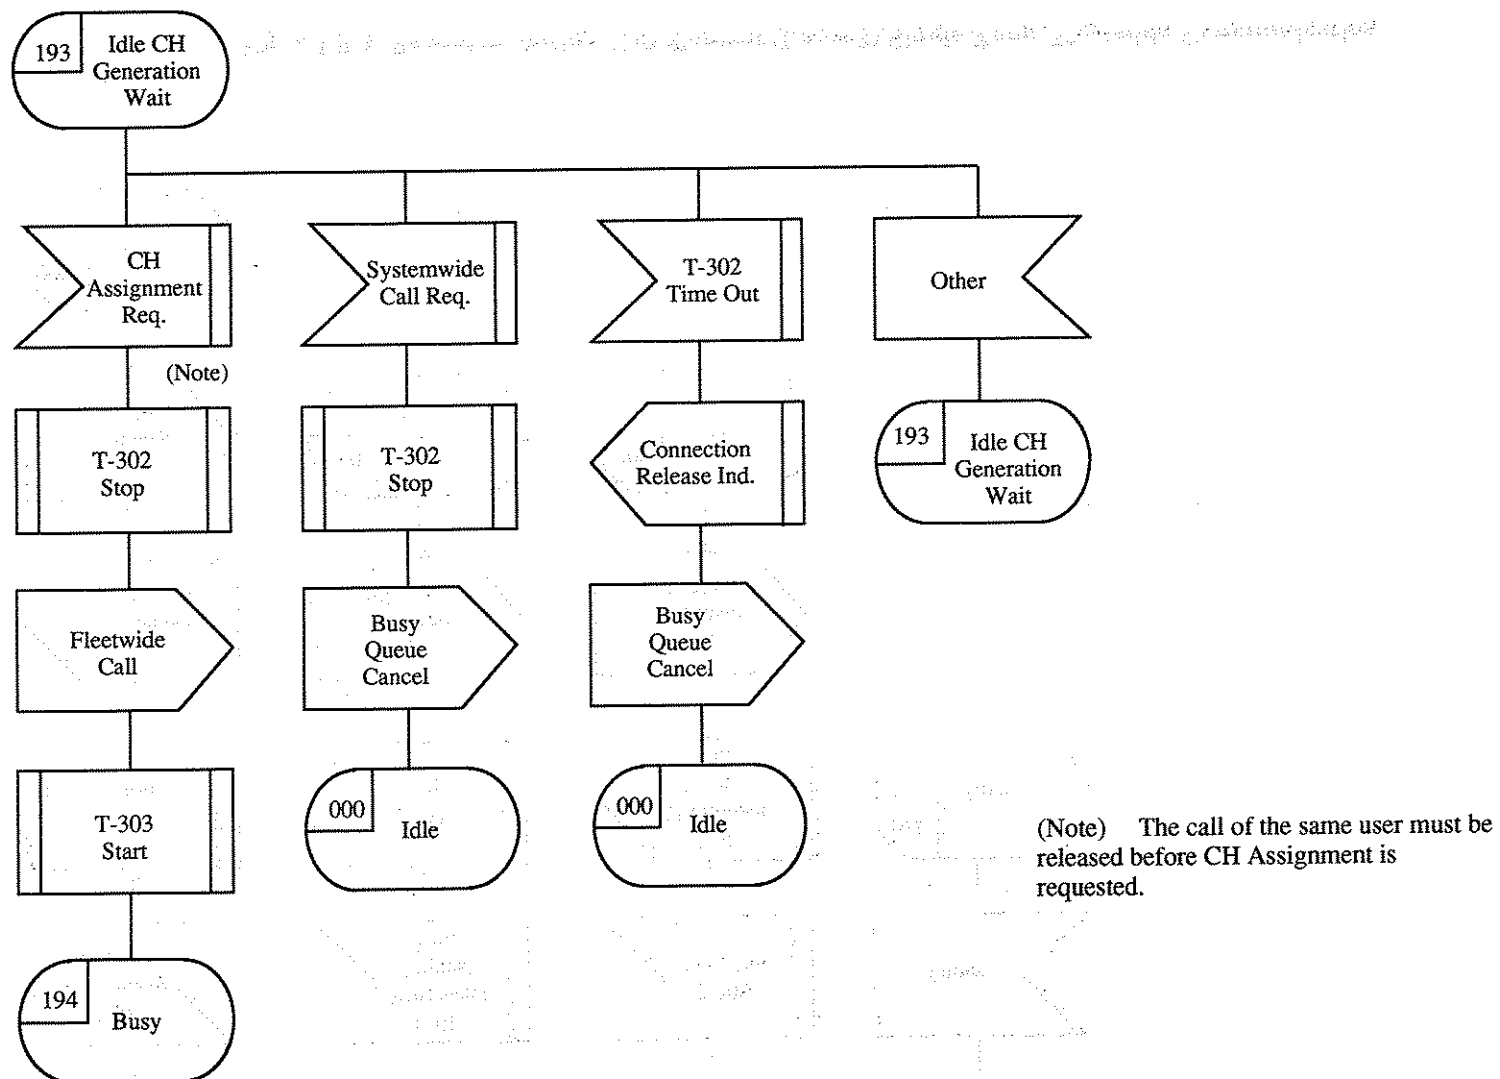 193
Idle CH
Generation
Wait
CH
Assignment
Req.
Systemwide
Call Req.
T-302
Time Out
Other
(Note)
T-302
Stop
T-302
Stop
Connection
Release Ind.
193
Idle CH
Generation
Wait
Fleetwide
Call
Busy
Queue
Cancel
Busy
Queue
Cancel
T-303
Start
000
Idle
000
Idle
(Note) The call of the same user must be
released before CH Assignment is
requested.
194
Busy